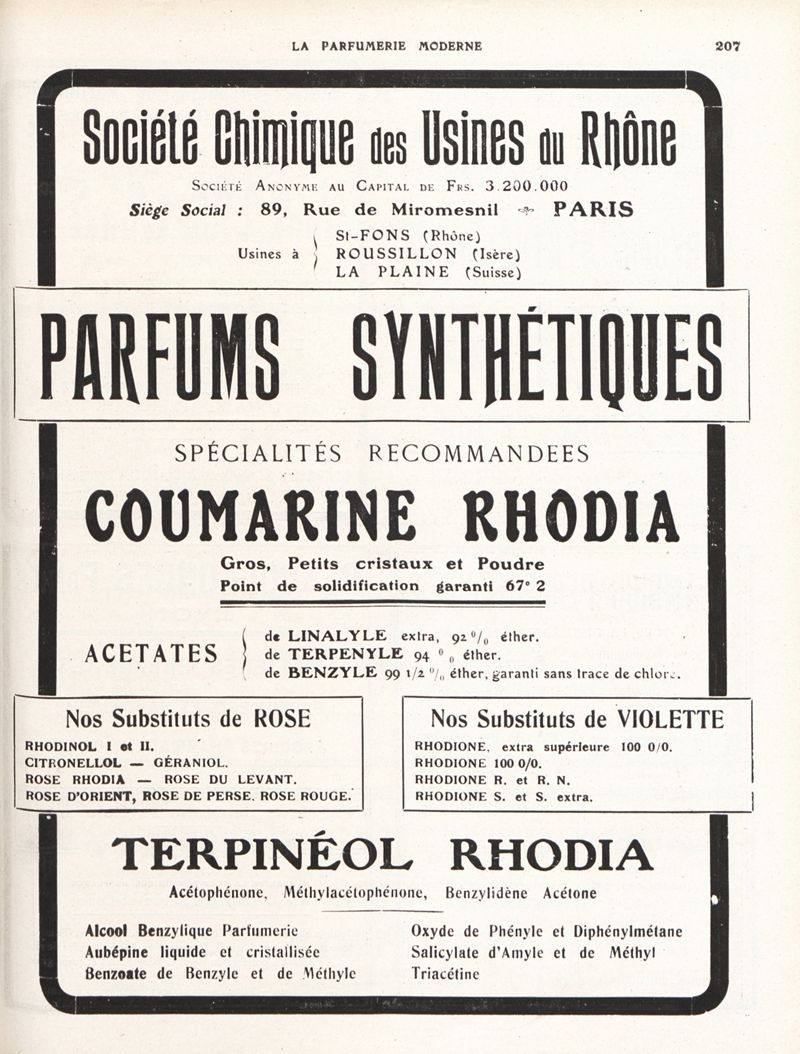 LA PARFUMERIE MODERNE 207
Société Chimique des Usines du Rhône
SOCIÉTÉ ANONYME AU CAPITAL DE FRS. 3.200.000
Siège Social : 89, Rue de Miromesnil PARIS
St-FONS (Rhône)
Usines à ROUSSILLON (Isère)
LA PLAINE (Suisse)
PARFUMS SYNTHÉTIQUES
SPÉCIALITÉS RECOMMANDEES
COUMARINE RHODIA
Gros, Petits cristaux et Poudre
Point de solidification garanti 67° 2
de LINALYLE extra, 92 % éther.
ACETATES de TERPENYLE 94 % éther.
de BENZYLE 99 1/2 % éther, garanti sans trace de chlore.
Nos Substituts de ROSE
RHODINOL I et II.
CITRONELLOL — GÉRANIOL.
ROSE RHODIA — ROSE DU LEVANT.
ROSE D'ORIENT, ROSE DE PERSE. ROSE ROUGE.
Nos Substituts de VIOLETTE
RHODIONE, extra supérieure 100 0/0.
RHODIONE 100 0/0.
RHODIONE R. et R. N.
RHODIONE S. et S. extra.
TERPINÉOL RHODIA
Acétophénone, Méthylacétophénone, Benzylidène Acétone
Alcool Benzylique Parfumerie
Aubépine liquide et cristallisée
Benzoate de Benzyle et de Méthyle
Oxyde de Phényle et Diphénylmétane
Salicylate d'Amyle et de Méthyl
Triacétine